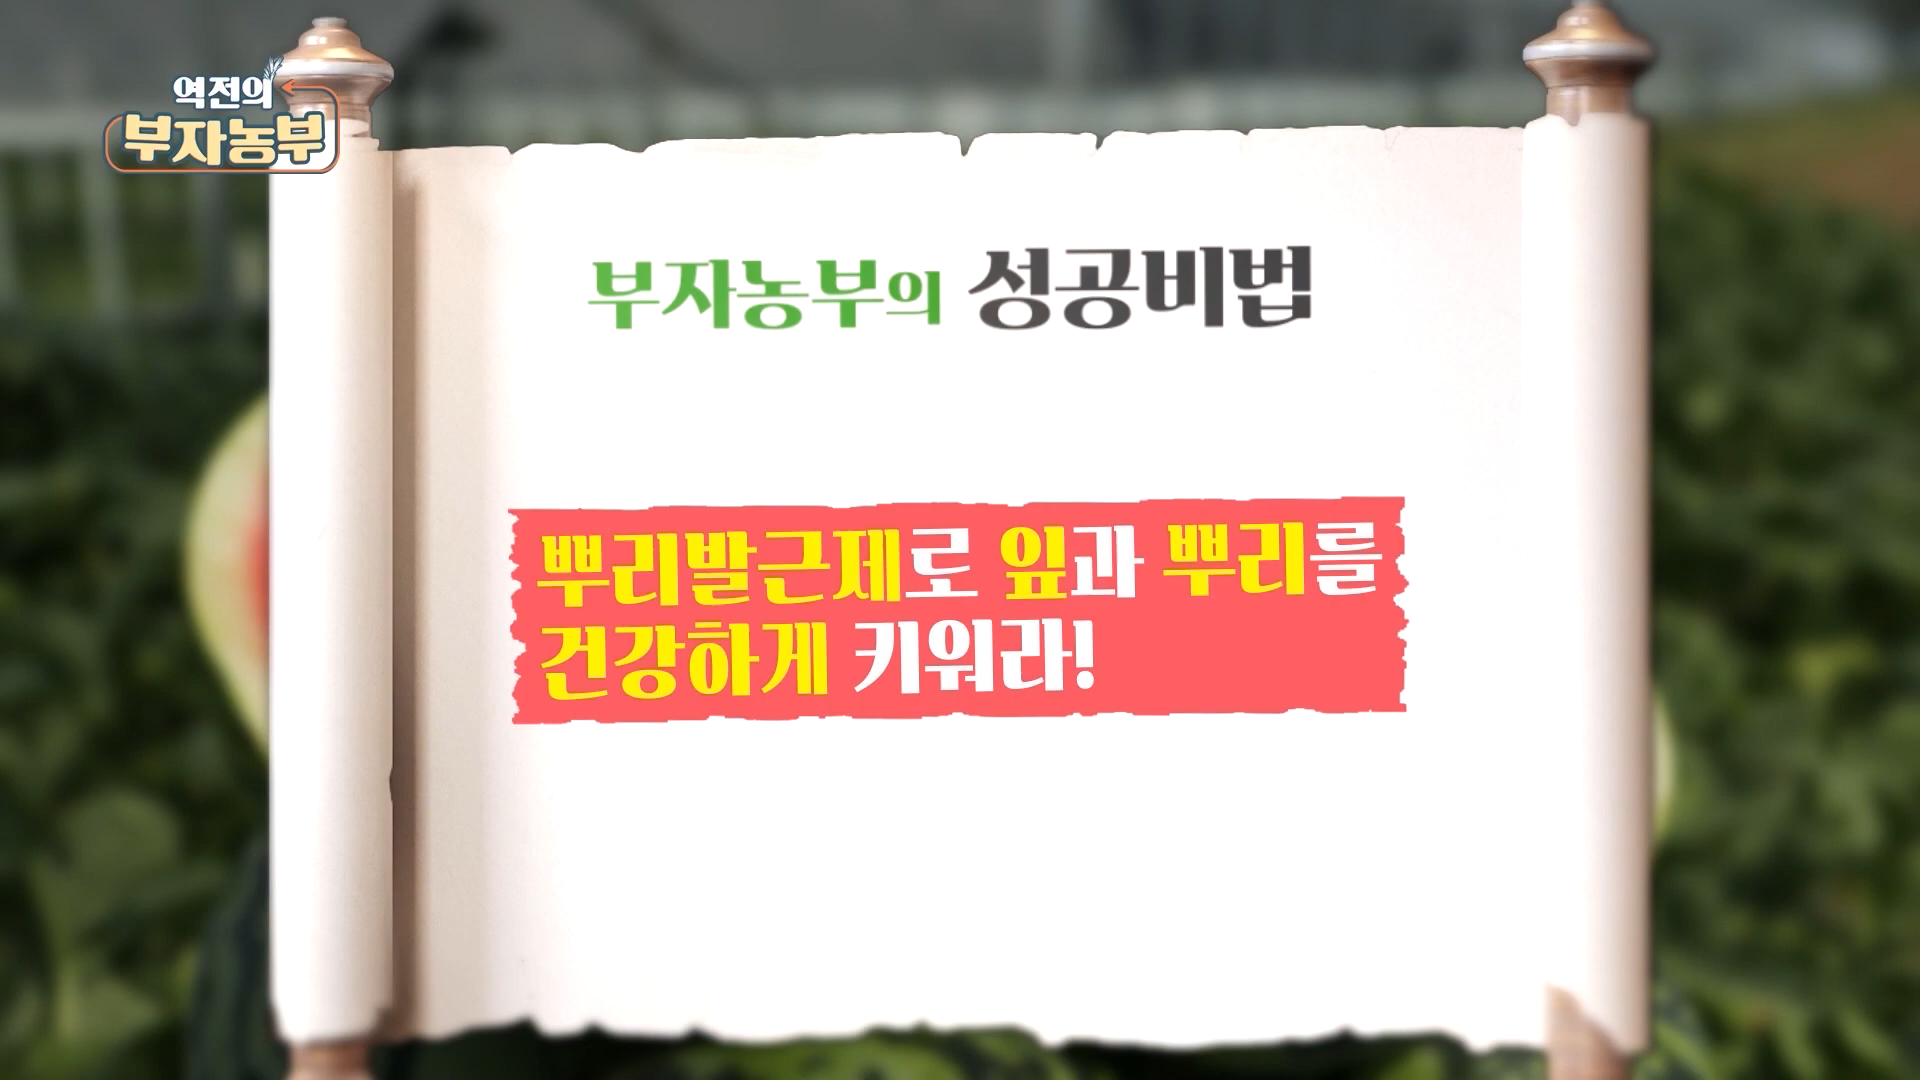 역전의
부자농부
부자농부의 성공비법
뿌리발근제로 잎과 뿌리를
건강하게 키워라!